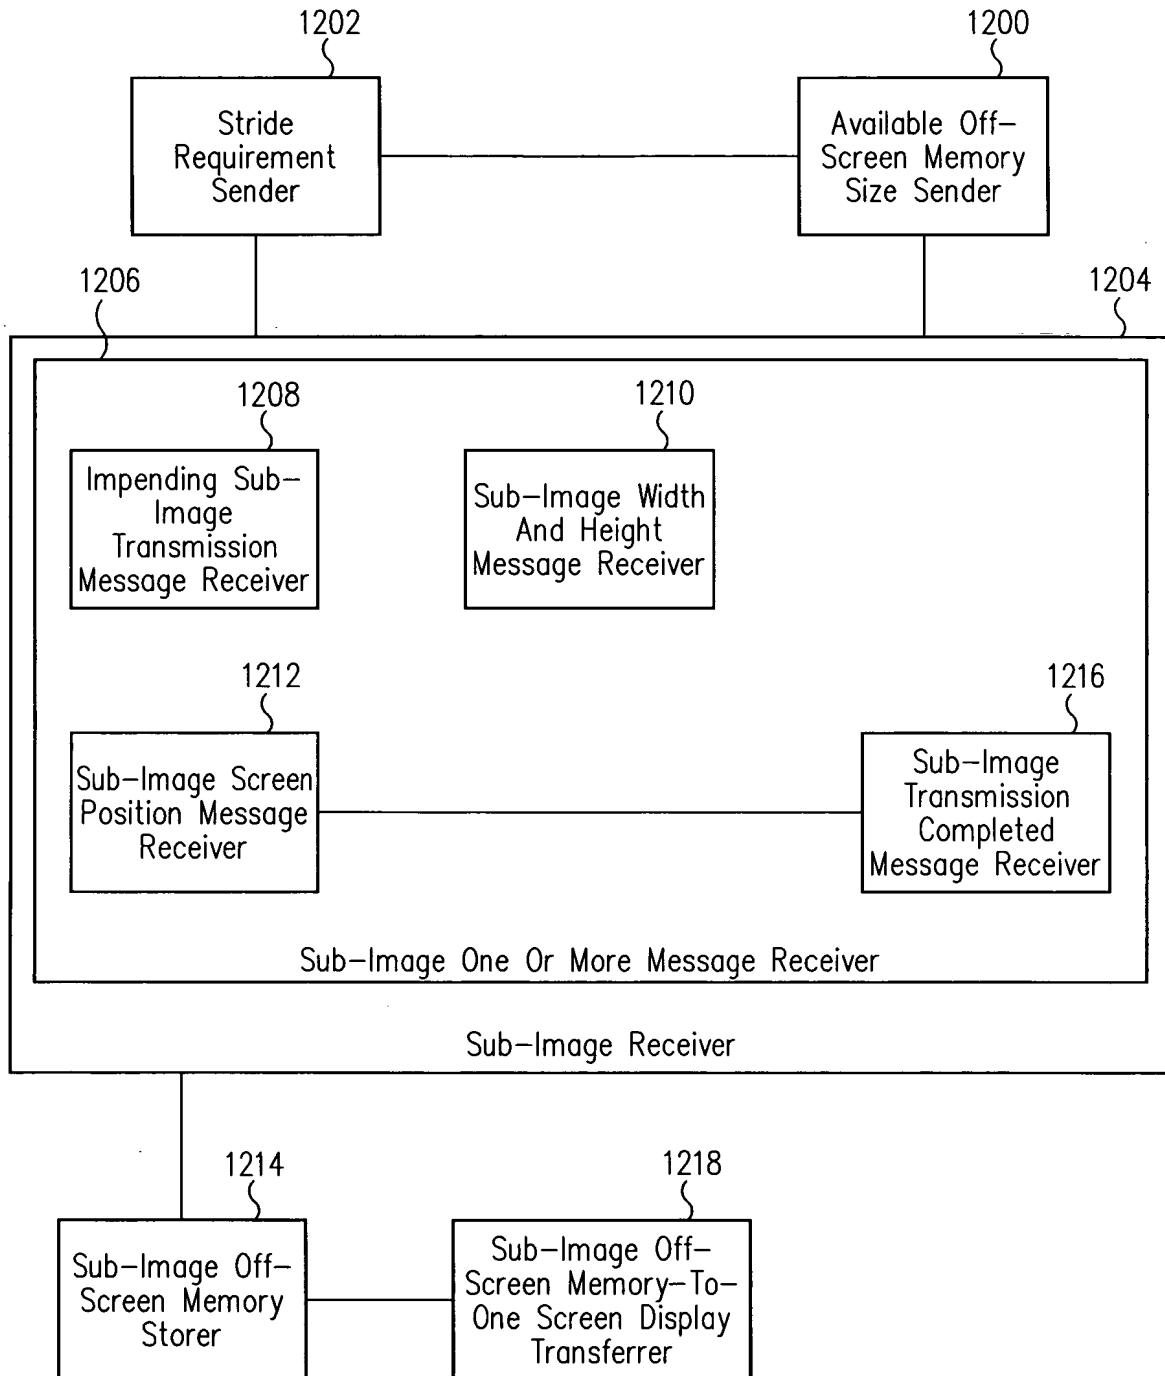 1202
1200
Stride
Requirement
Sender
Available Off-
Screen Memory
Size Sender
1206
1204
1208
1210
Impending Sub-
Image
Transmission
Message Receiver
Sub-Image Width
And Height
Message Receiver
1212
1216
Sub-Image Screen
Position Message
Receiver
Sub-Image
Transmission
Completed
Message Receiver
Sub-Image One Or More Message Receiver
Sub-Image Receiver
1214
1218
Sub-Image Off-
Screen Memory
Storer
Sub-Image Off-
Screen Memory-To-
One Screen Display
Transferrer